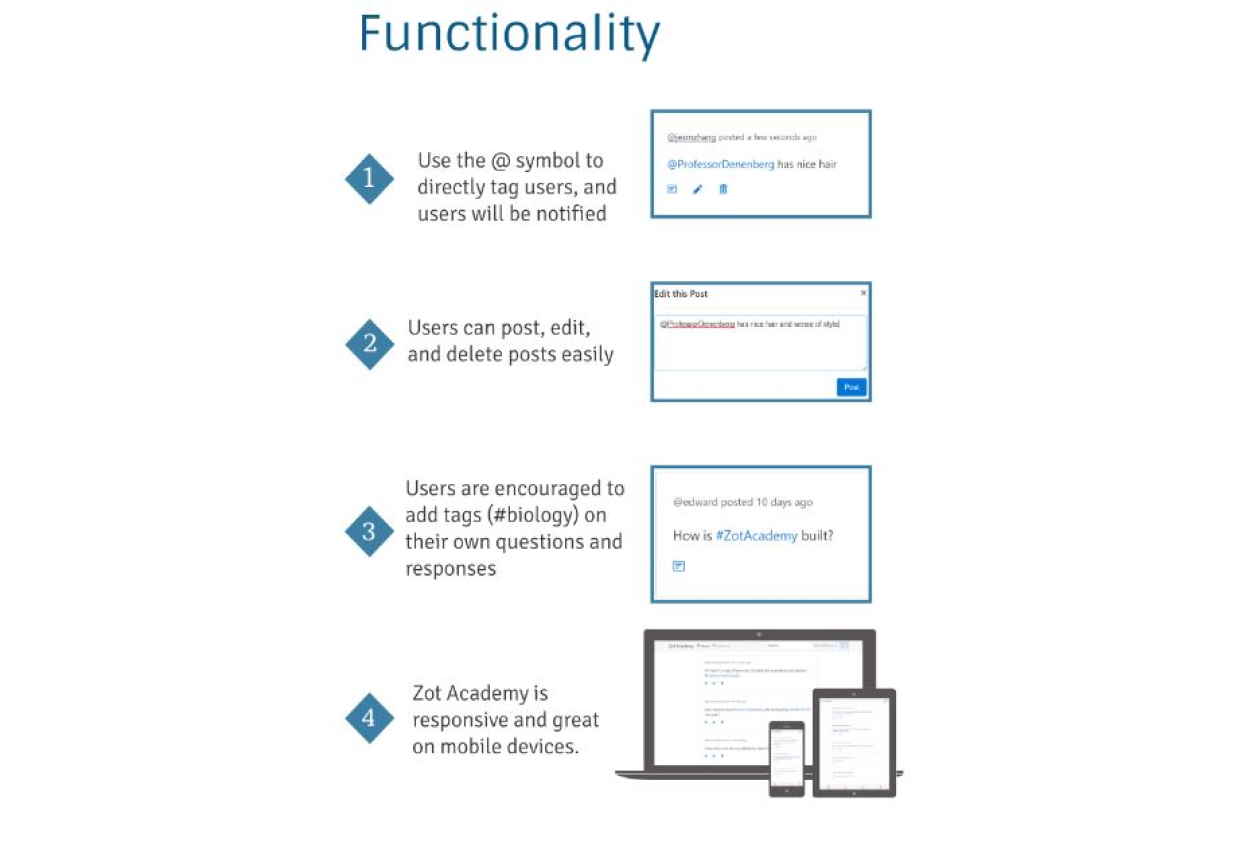 Functionality
1
Use the @ symbol to
directly tag users, and
users will be notified
@jesmzhang posted a few seconds ago
@ProfessorDenenberg has nice hair
2
Users can post, edit,
and delete posts easily
Edit this Post
×
@ProfessorDenenberg has nice hair and sense of style
Post
3
Users are encouraged to
add tags (#biology) on
their own questions and
responses
@edward posted 10 days ago
How is #ZotAcademy built?
4
Zot Academy is
responsive and great
on mobile devices.